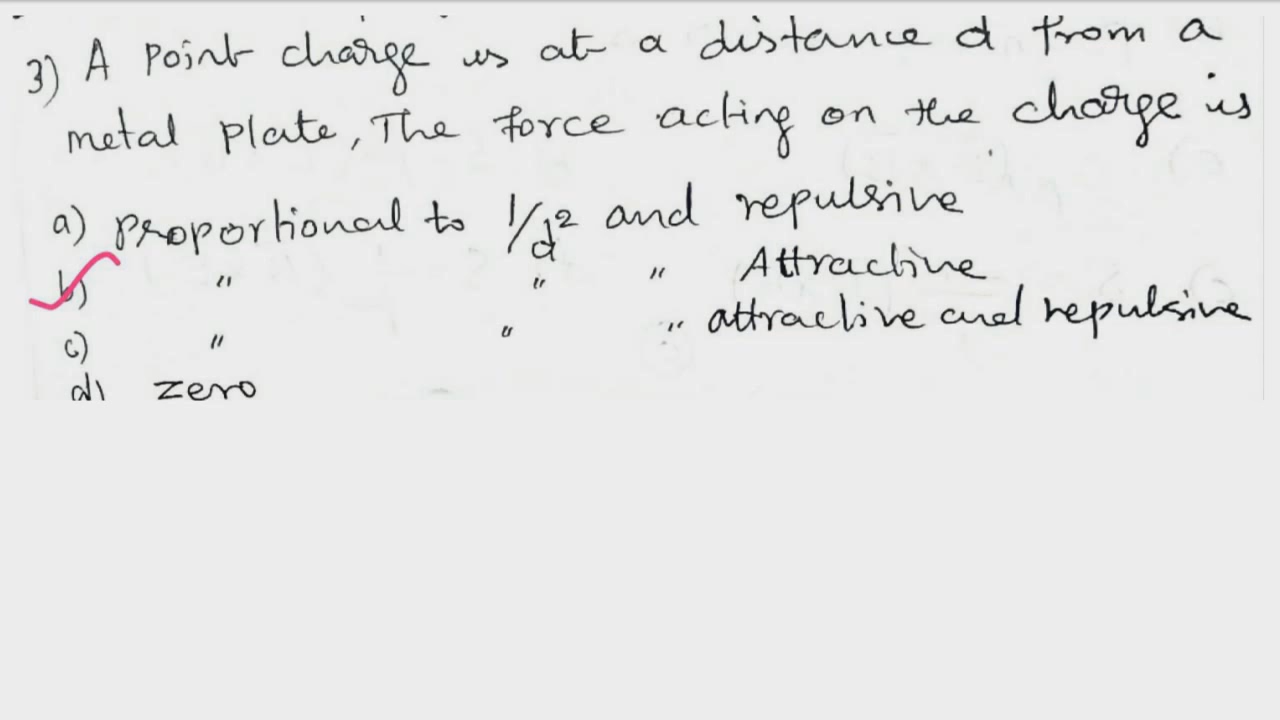 3) A point charge is at a distance d from a
metal plate, The force acting on the charge is
a) proportional to 1/d² and repulsive
b) " " " Attractive
c) " " " attractive and repulsive
d) zero